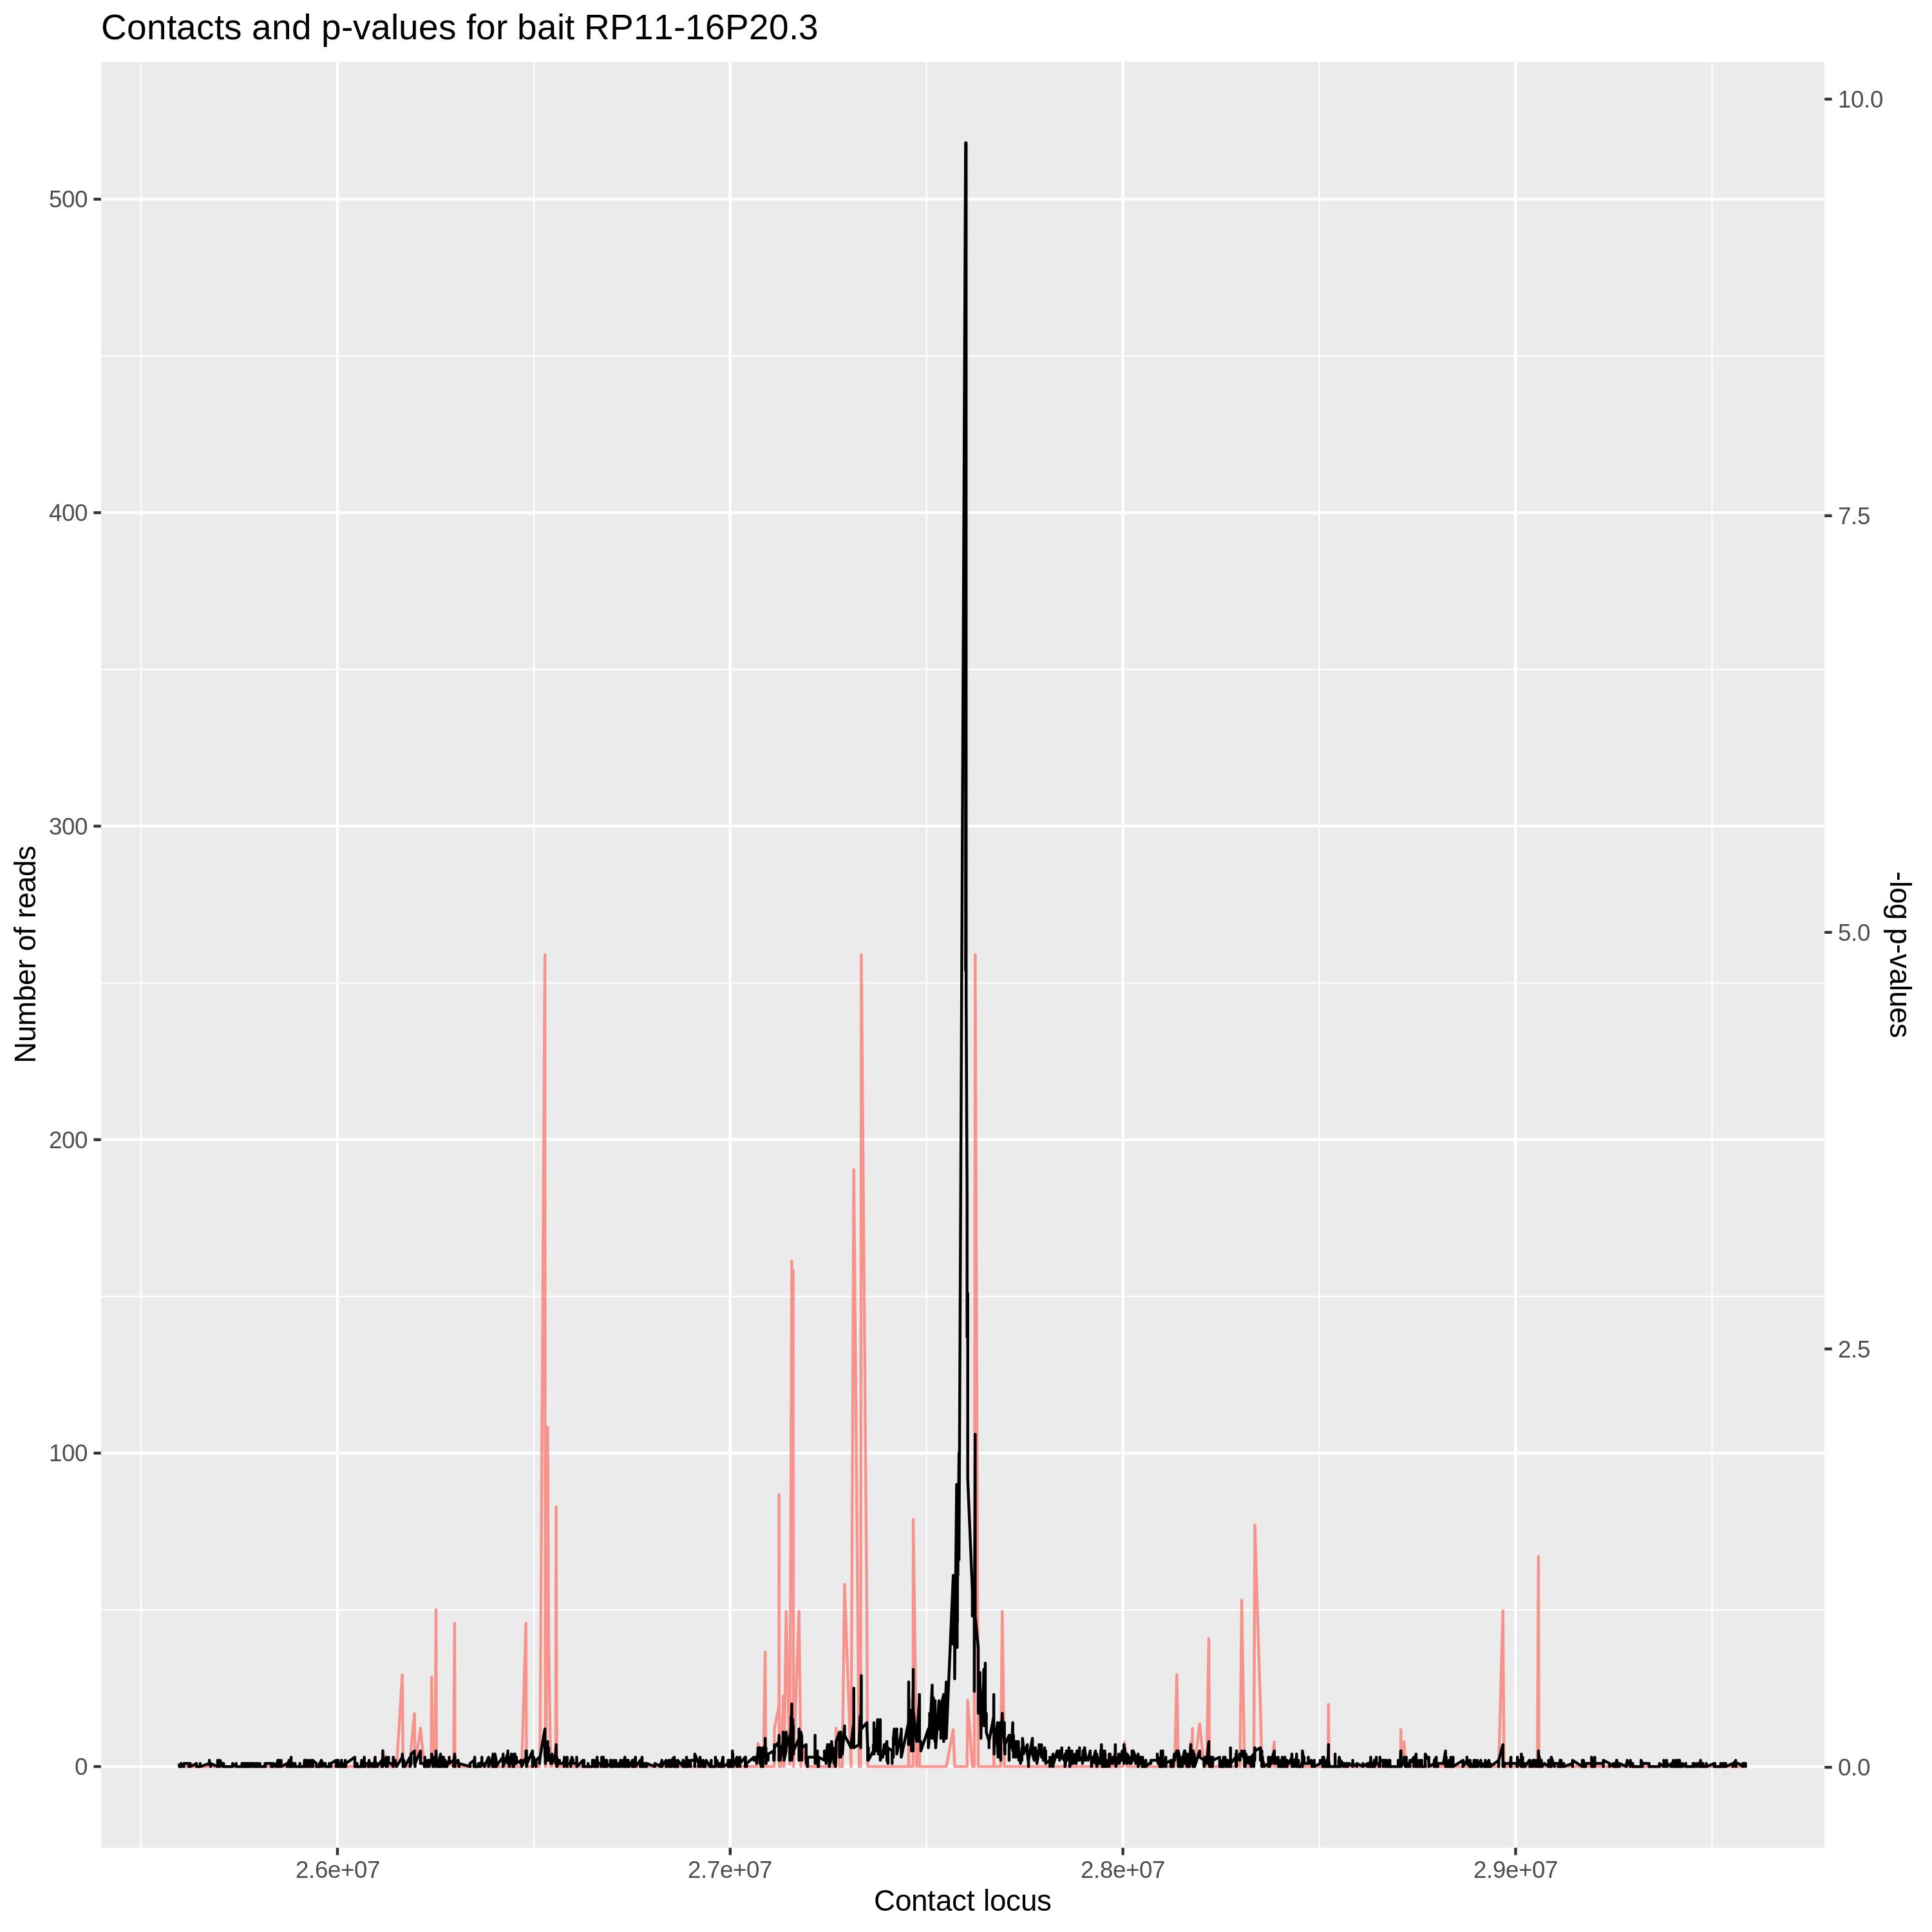 Contacts and p-values for bait RP11-16P20.3
Number of reads
500
400
300
200
100
0
10.0
7.5
5.0
2.5
0.0
-log p-values
2.6e+07 2.7e+07 2.8e+07 2.9e+07
Contact locus